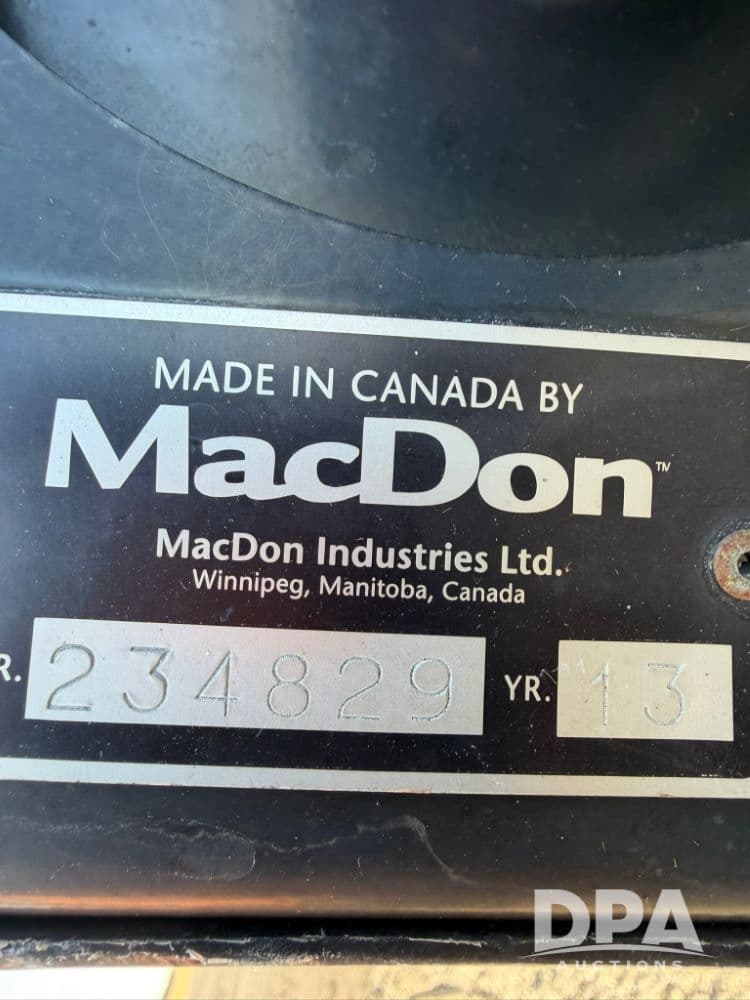 MADE IN CANADA BY
MacDon™
MacDon Industries Ltd.
Winnipeg, Manitoba, Canada
R. 234829 YR. 13
DPA
AUCTIONS